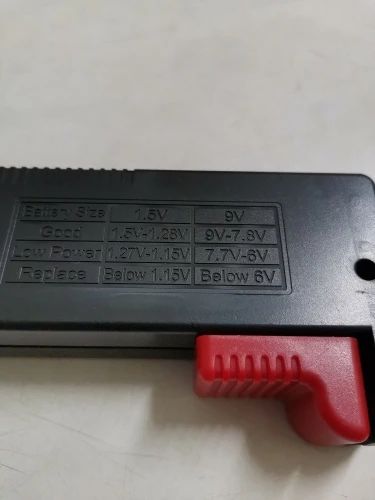 Battery Size 1.5V 9V
Good 1.5V-1.28V 9V-7.8V
Low Power 1.27V-1.15V 7.7V-6V
Replace Below 1.15V Below 6V